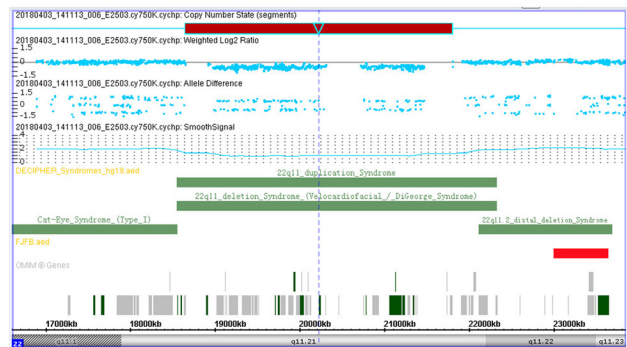 20180403_141113_006_E2503.cy750K.cychp: Copy Number State (segments)
20180403_141113_006_E2503.cy750K.cychp: Weighted Log2 Ratio
1.5
0
-1.5
20180403_141113_006_E2503.cy750K.cychp: Allele Difference
1.5
0
-1.5
20180403_141113_006_E2503.cy750K.cychp: SmoothSignal
4
2
0
DECIPHER_Syndromes_hg19.asd
22q11_duplication_Syndrome
22q11_deletion_Syndrome_(Velocardiofacial_/_DiGeorge_Syndrome)
Cat-Eye_Syndrome_(Type_I)
22q11.2_distal_deletion_Syndrome
FJFB.asd
OMIM ® Genes
17000kb 18000kb 19000kb 20000kb 21000kb 22000kb 23000kb
22 q11.1 q11.21 q11.22 q11.23